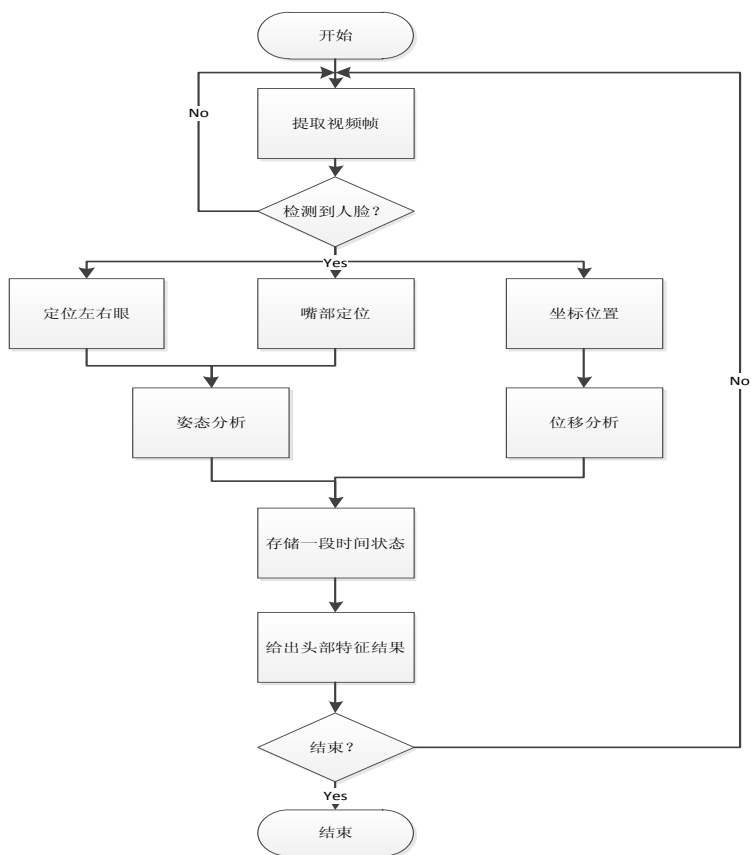 开始
No
提取视频帧
检测到人脸？
Yes
定位左右眼
嘴部定位
坐标位置
No
姿态分析
位移分析
存储一段时间状态
给出头部特征结果
结束？
Yes
结束